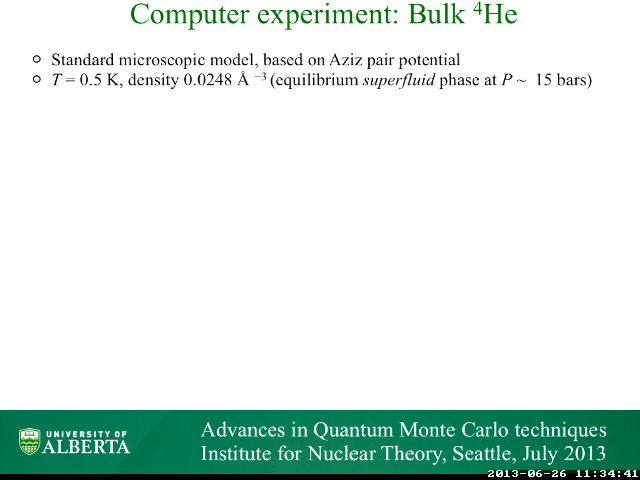 Computer experiment: Bulk ⁴He
Standard microscopic model, based on Aziz pair potential
T = 0.5 K, density 0.0248 Å ⁻³ (equilibrium superfluid phase at P ~ 15 bars)
UNIVERSITY OF
ALBERTA
Advances in Quantum Monte Carlo techniques
Institute for Nuclear Theory, Seattle, July 2013
2013-06-26 11:34:41